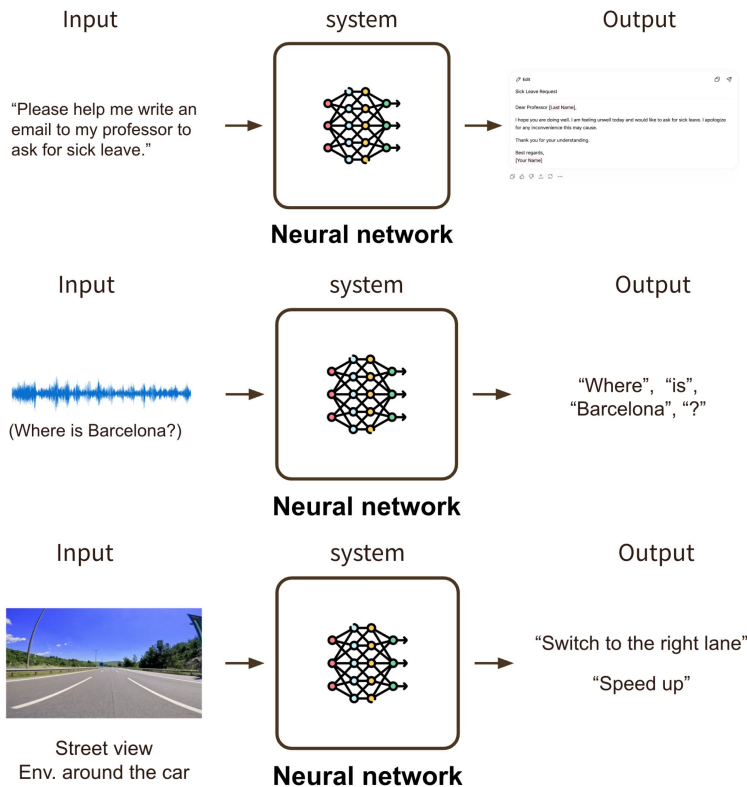 Input
system
Output
“Please help me write an
email to my professor to
ask for sick leave.”
Edit
Sick Leave Request
Dear Professor [Last Name],
I hope you are doing well. I am feeling unwell today and would like to ask for sick leave. I apologize
for any inconvenience this may cause.
Thank you for your understanding.
Best regards,
[Your Name]
Neural network
Input
system
Output
(Where is Barcelona?)
“Where”, “is”,
“Barcelona”, “?”
Neural network
Input
system
Output
“Switch to the right lane”
“Speed up”
Street view
Env. around the car
Neural network